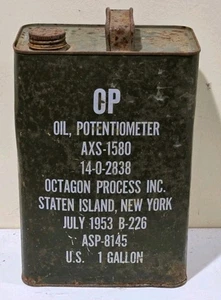 OP
OIL, POTENTIOMETER
AXS-1580
14-O-2838
OCTAGON PROCESS INC.
STATEN ISLAND, NEW YORK
JULY 1953 B-226
ASP-8145
U.S. 1 GALLON